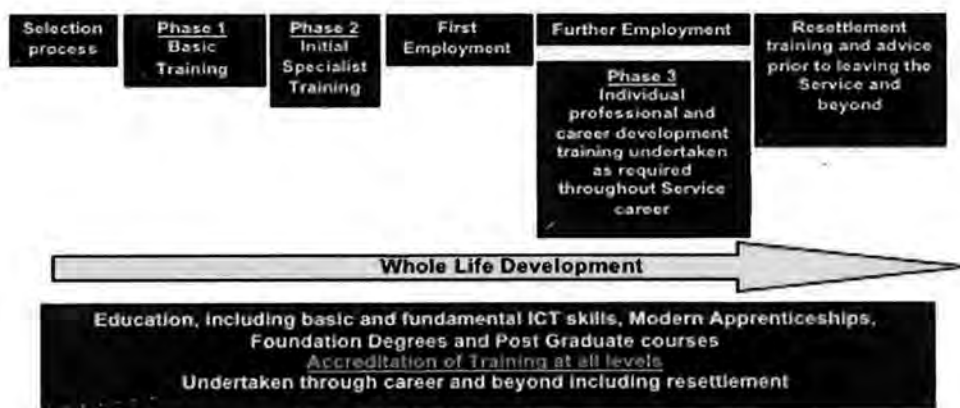 Selection
process
Phase 1
Basic
Training
Phase 2
Initial
Specialist
Training
First
Employment
Further Employment
Phase 3
Individual
professional and
career development
training undertaken
as required
throughout Service
career
Resettlement
training and advice
prior to leaving the
Service and
beyond
Whole Life Development
Education, including basic and fundamental ICT skills, Modern Apprenticeships,
Foundation Degrees and Post Graduate courses
Accreditation of Training at all levels
Undertaken through career and beyond including resettlement